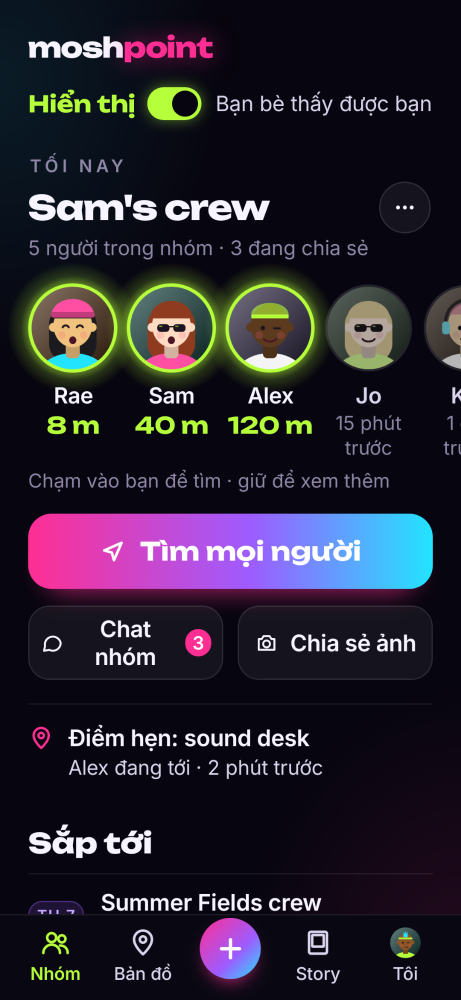 moshpoint
Hiển thị Bạn bè thấy được bạn
TỐI NAY
Sam's crew
5 người trong nhóm · 3 đang chia sẻ
Rae Sam Alex Jo
8 m 40 m 120 m 15 phút trước
Chạm vào bạn để tìm · giữ để xem thêm
Tìm mọi người
Chat nhóm 3
Chia sẻ ảnh
Điểm hẹn: sound desk
Alex đang tới · 2 phút trước
Sắp tới
Summer Fields crew
Nhóm Bản đồ Story Tôi